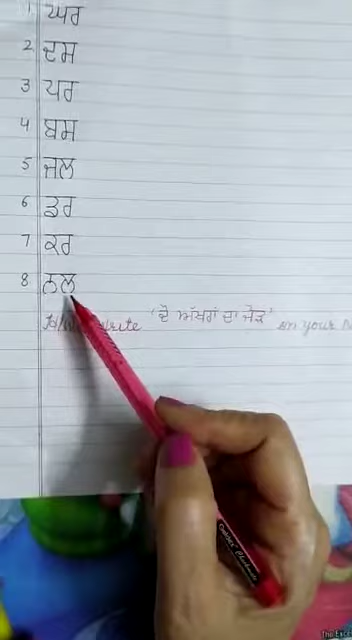 1 ਘਰ
2 ਦਸ
3 ਪਰ
4 ਬਸ
5 ਜਲ
6 ਡਰ
7 ਕਰ
8 ਨਲ
write 'ਦੋ ਅੱਖਰਾਂ ਦਾ ਜੋੜ' on your